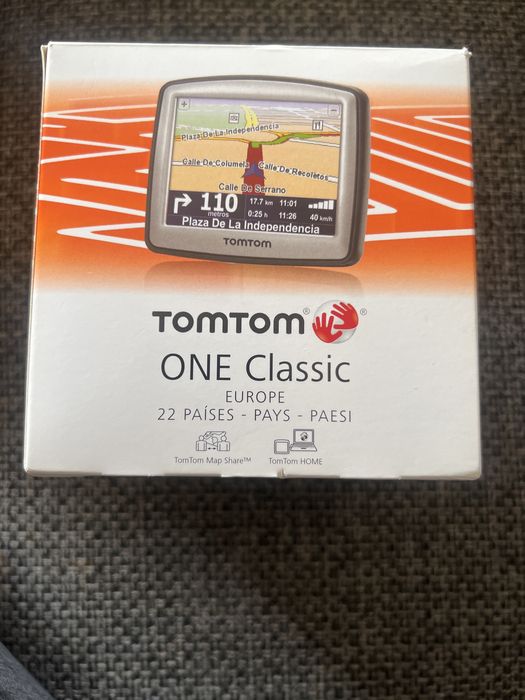 Plaza De La Independencia
Calle De Columela
Calle De Recoletos
Calle De Serrano
110
metros
17.7 km 11:01
0:25 h 11:26 40 km/h
Plaza De La Independencia
TOMTOM
TOMTOM®
ONE Classic
EUROPE
22 PAÍSES - PAYS - PAESI
TomTom Map Share™ TomTom HOME